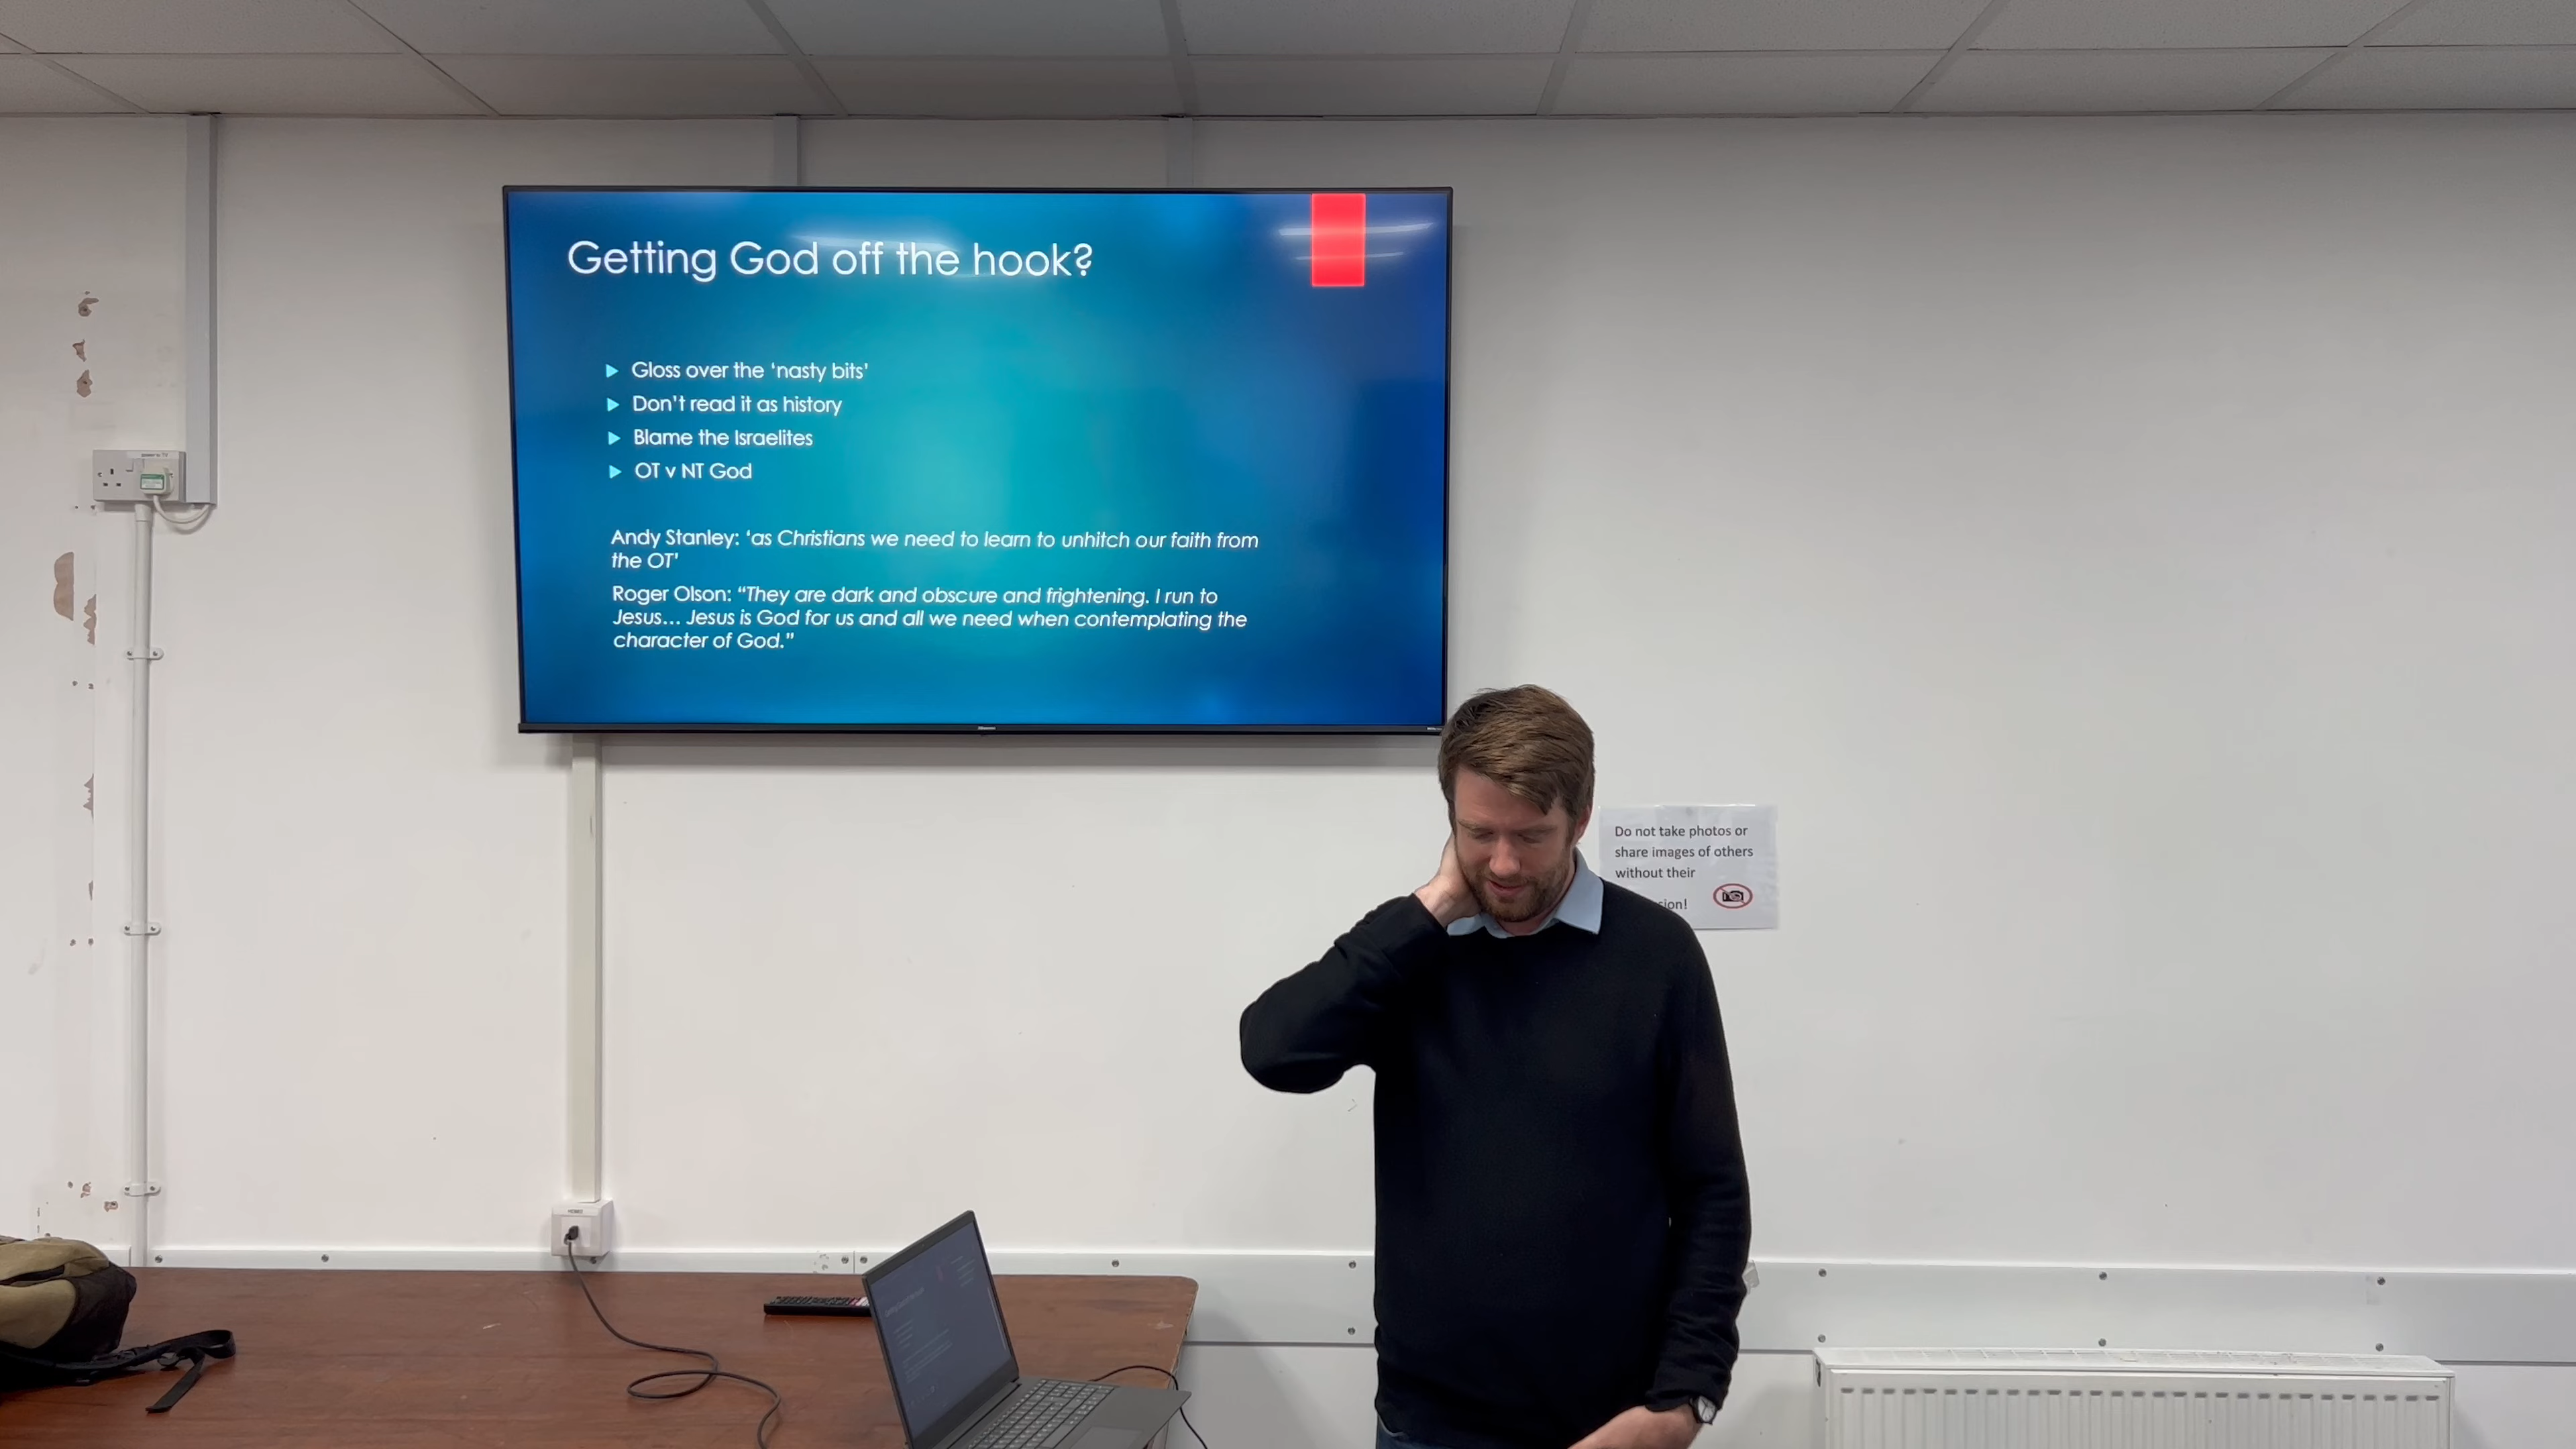 Getting God off the hook?
Gloss over the ‘nasty bits’
Don’t read it as history
Blame the Israelites
OT v NT God
Andy Stanley: ‘as Christians we need to learn to unhitch our faith from
the OT’
Roger Olson: “They are dark and obscure and frightening. I run to
Jesus… Jesus is God for us and all we need when contemplating the
character of God.”
Hisense
Do not take photos or
share images of others
without their
sion!